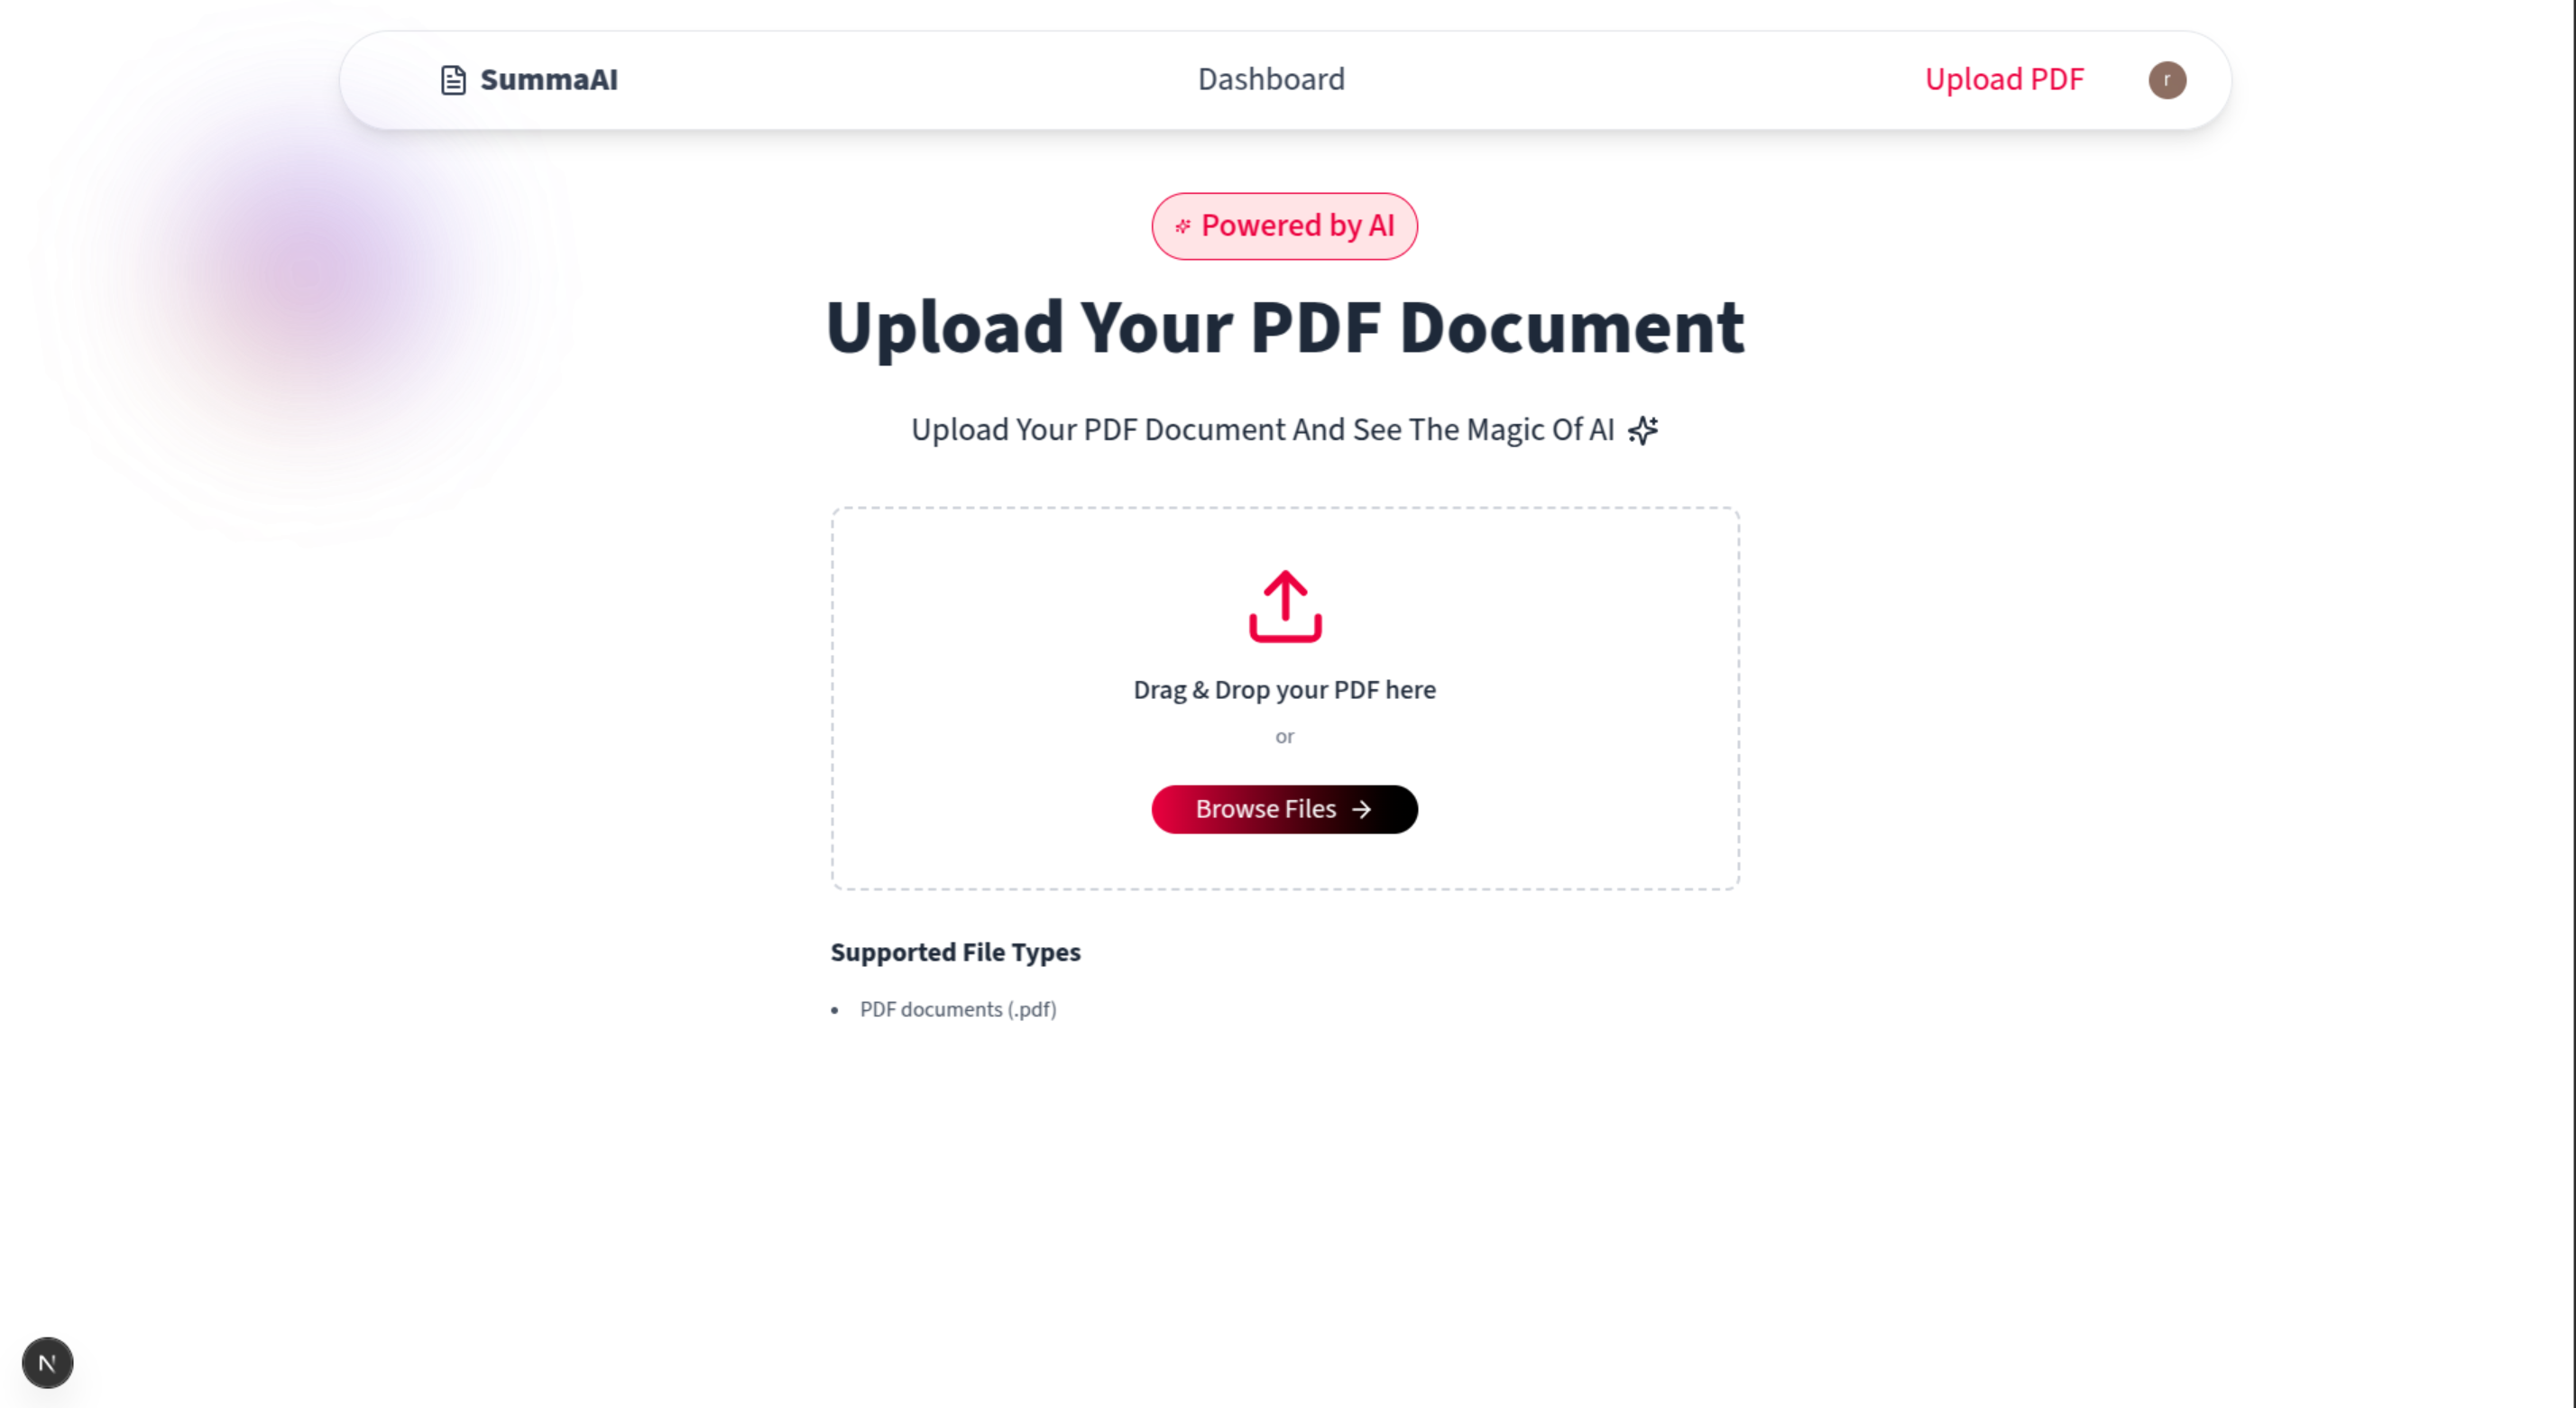 SummaAI
Dashboard
Upload PDF
r
Powered by AI
Upload Your PDF Document
Upload Your PDF Document And See The Magic Of AI
Drag & Drop your PDF here
or
Browse Files →
Supported File Types
• PDF documents (.pdf)
N